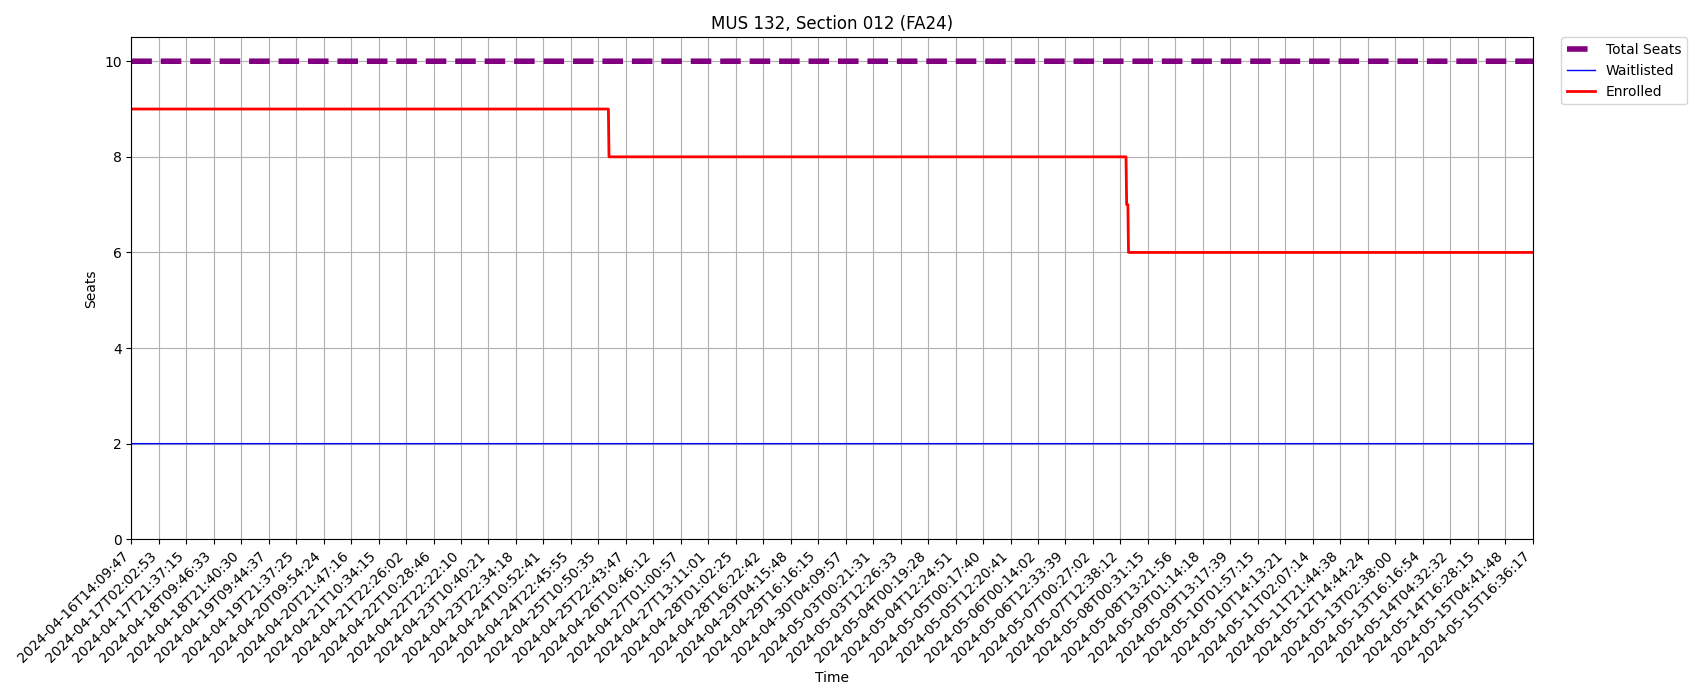 MUS 132, Section 012 (FA24)
Total Seats
Waitlisted
Enrolled
10
8
6
4
2
0
Seats
2024-04-16T14:09:47
2024-04-17T02:02:53
2024-04-17T21:37:15
2024-04-18T09:46:33
2024-04-18T21:40:30
2024-04-19T09:44:37
2024-04-19T21:37:25
2024-04-20T09:54:24
2024-04-20T21:47:16
2024-04-21T10:34:15
2024-04-21T22:26:02
2024-04-22T10:28:46
2024-04-22T22:22:10
2024-04-23T10:40:21
2024-04-23T22:34:18
2024-04-24T10:52:41
2024-04-24T22:45:55
2024-04-25T10:50:35
2024-04-25T22:43:47
2024-04-26T10:46:12
2024-04-27T01:00:57
2024-04-27T13:11:01
2024-04-28T01:02:25
2024-04-28T16:22:42
2024-04-29T04:15:48
2024-04-29T16:16:15
2024-04-30T04:09:57
2024-05-03T00:21:31
2024-05-03T12:26:33
2024-05-04T00:19:28
2024-05-04T12:24:51
2024-05-05T00:17:40
2024-05-05T12:20:41
2024-05-06T00:14:02
2024-05-06T12:33:39
2024-05-07T00:27:02
2024-05-07T12:38:12
2024-05-08T00:31:15
2024-05-08T13:21:56
2024-05-09T01:14:18
2024-05-09T13:17:39
2024-05-10T01:57:15
2024-05-10T14:13:21
2024-05-11T02:07:14
2024-05-11T21:44:38
2024-05-12T14:44:24
2024-05-13T02:38:00
2024-05-13T16:16:54
2024-05-14T04:32:32
2024-05-14T16:28:15
2024-05-15T04:41:48
2024-05-15T16:36:17
Time